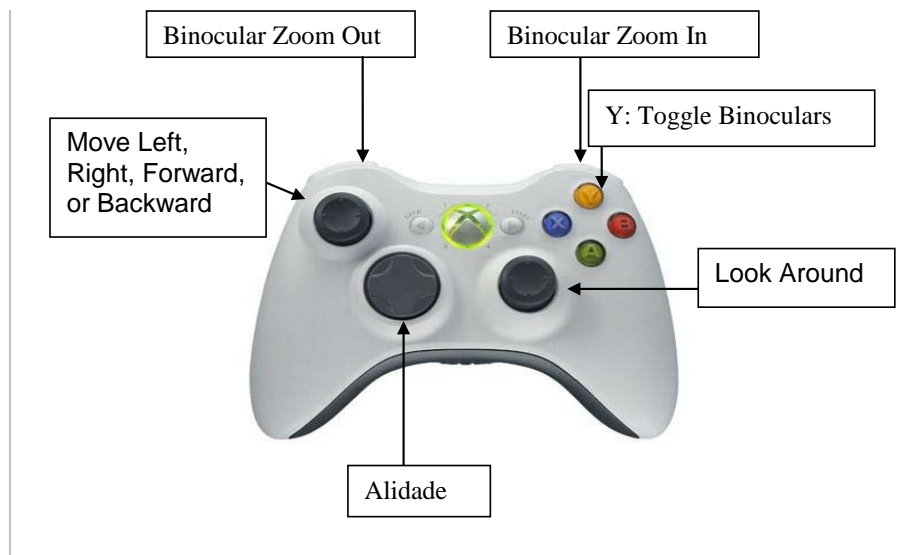 Binocular Zoom Out
Binocular Zoom In
Y: Toggle Binoculars
Move Left,
Right, Forward,
or Backward
Y
X
B
A
Look Around
Alidade